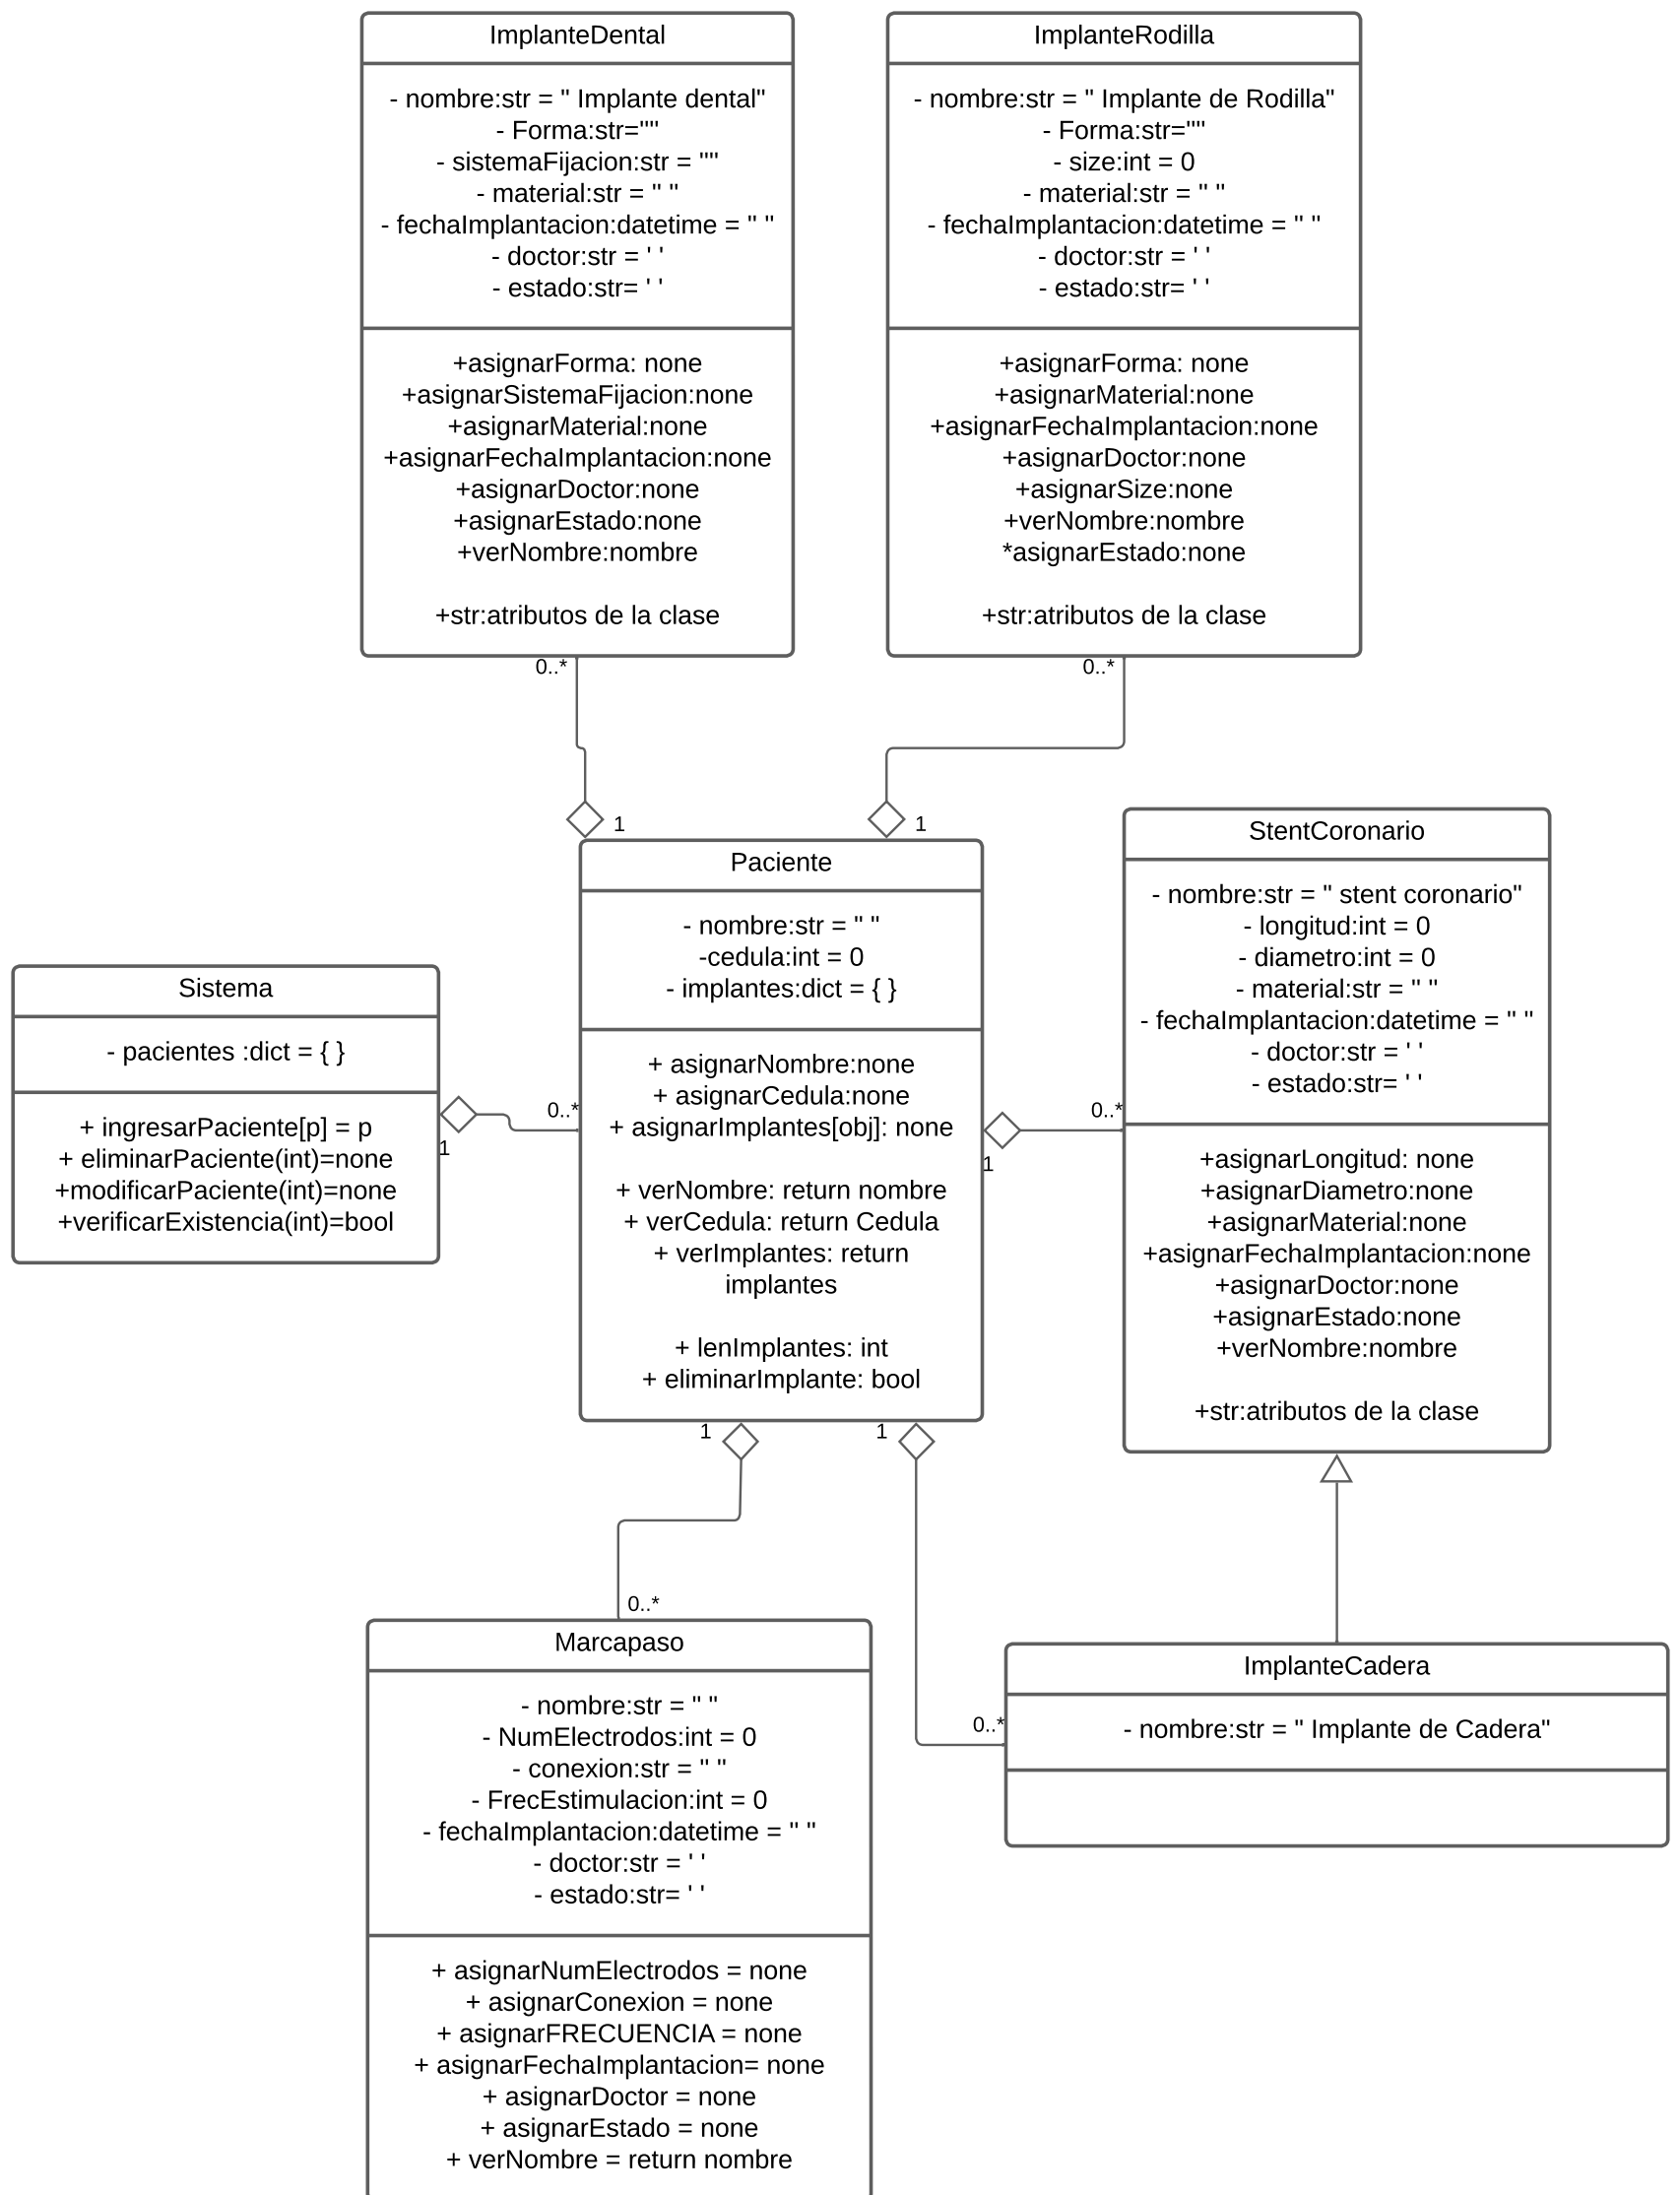 ImplanteDental
- nombre:str = " Implante dental"
- Forma:str=""
- sistemaFijacion:str = ""
- material:str = " "
- fechaImplantacion:datetime = " "
- doctor:str = ' '
- estado:str= ' '
+asignarForma: none
+asignarSistemaFijacion:none
+asignarMaterial:none
+asignarFechaImplantacion:none
+asignarDoctor:none
+asignarEstado:none
+verNombre:nombre
+str:atributos de la clase
0..*
1
ImplanteRodilla
- nombre:str = " Implante de Rodilla"
- Forma:str=""
- size:int = 0
- material:str = " "
- fechaImplantacion:datetime = " "
- doctor:str = ' '
- estado:str= ' '
+asignarForma: none
+asignarMaterial:none
+asignarFechaImplantacion:none
+asignarDoctor:none
+asignarSize:none
+verNombre:nombre
*asignarEstado:none
+str:atributos de la clase
0..*
1
Sistema
- pacientes :dict = { }
+ ingresarPaciente[p] = p
+ eliminarPaciente(int)=none
+modificarPaciente(int)=none
+verificarExistencia(int)=bool
1
0..*
Paciente
- nombre:str = " "
-cedula:int = 0
- implantes:dict = { }
+ asignarNombre:none
+ asignarCedula:none
+ asignarImplantes[obj]: none
+ verNombre: return nombre
+ verCedula: return Cedula
+ verImplantes: return
implantes
+ lenImplantes: int
+ eliminarImplante: bool
1
0..*
StentCoronario
- nombre:str = " stent coronario"
- longitud:int = 0
- diametro:int = 0
- material:str = " "
- fechaImplantacion:datetime = " "
- doctor:str = ' '
- estado:str= ' '
+asignarLongitud: none
+asignarDiametro:none
+asignarMaterial:none
+asignarFechaImplantacion:none
+asignarDoctor:none
+asignarEstado:none
+verNombre:nombre
+str:atributos de la clase
1
1
0..*
Marcapaso
- nombre:str = " "
- NumElectrodos:int = 0
- conexion:str = " "
- FrecEstimulacion:int = 0
- fechaImplantacion:datetime = " "
- doctor:str = ' '
- estado:str= ' '
+ asignarNumElectrodos = none
+ asignarConexion = none
+ asignarFRECUENCIA = none
+ asignarFechaImplantacion= none
+ asignarDoctor = none
+ asignarEstado = none
+ verNombre = return nombre
0..*
ImplanteCadera
- nombre:str = " Implante de Cadera"